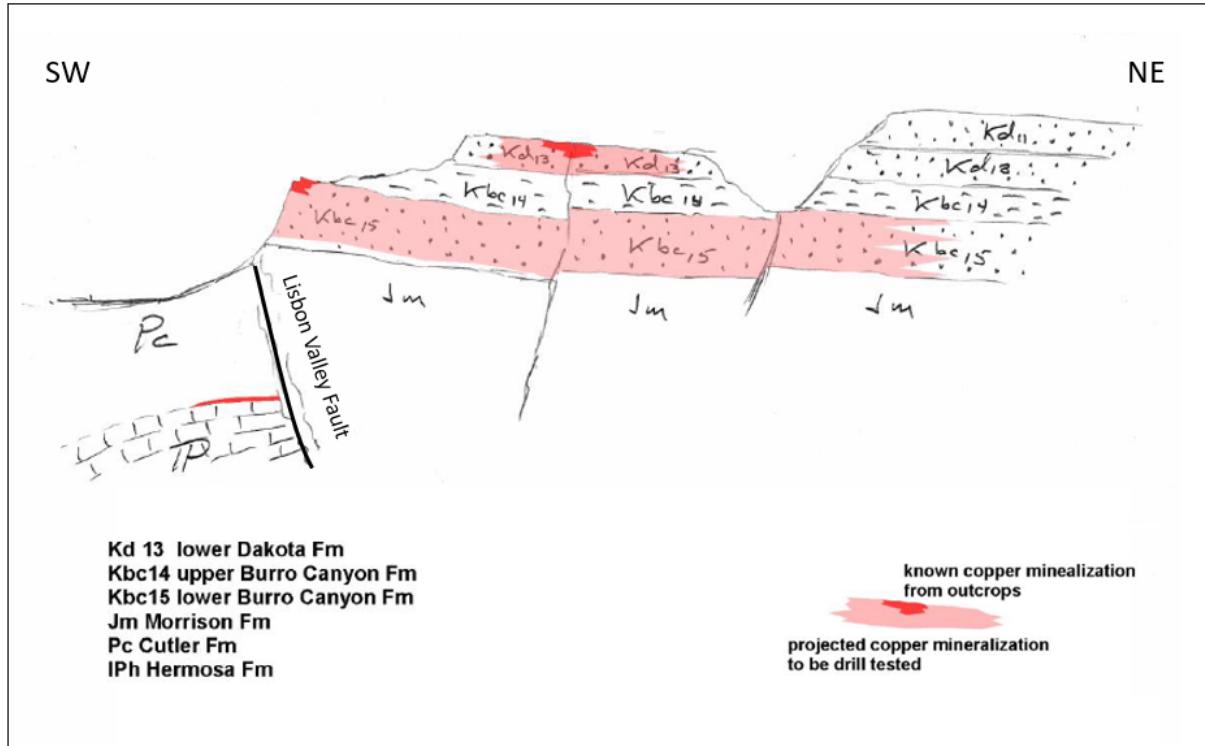 SW
NE
Kd11
Kd13
Kd13
Kd12
Kbc14
Kbc14
Kbc14
Kbc15
Kbc15
Kbc15
Jm
Jm
Jm
Pc
Lisbon Valley Fault
IP
Kd 13 lower Dakota Fm
Kbc14 upper Burro Canyon Fm
Kbc15 lower Burro Canyon Fm
Jm Morrison Fm
Pc Cutler Fm
IPh Hermosa Fm
known copper minealization
from outcrops
projected copper mineralization
to be drill tested